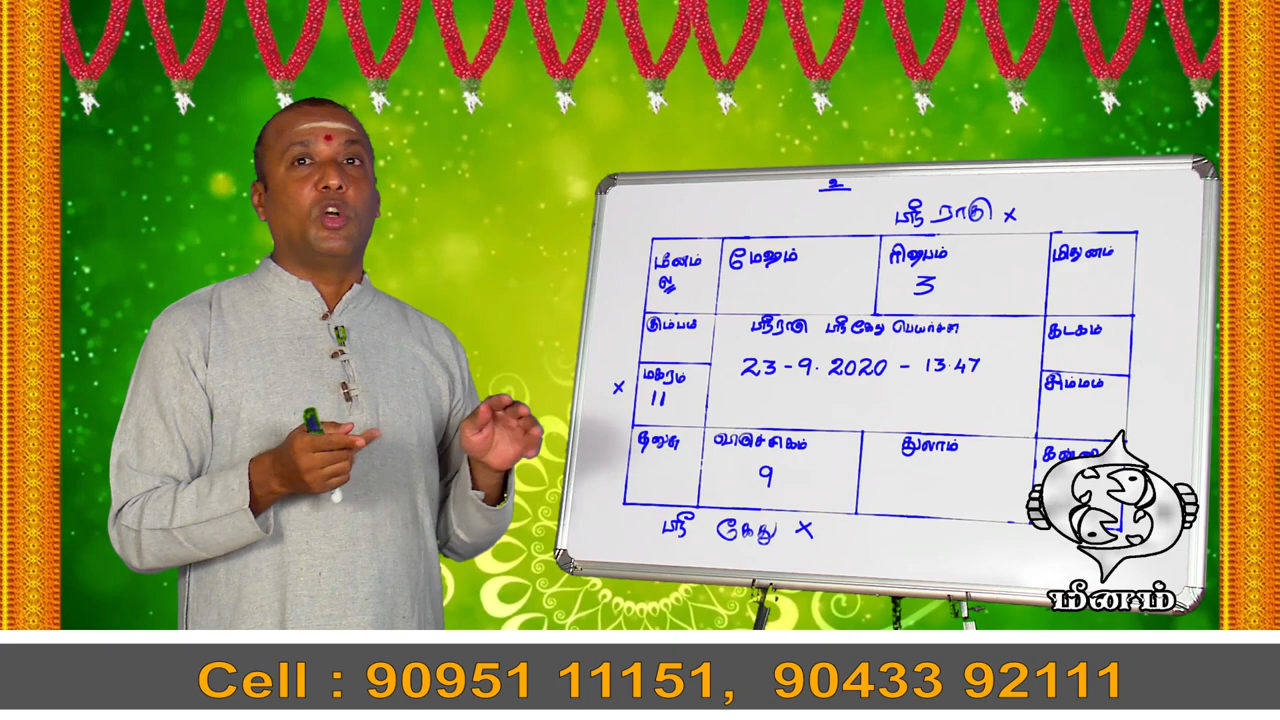 உ
ஸ்ரீ ராகு x
மீனம் மேஷம் ரிஷபம் மிதுனம்
ல 3
கும்பம் ஸ்ரீராகு ஸ்ரீகேது பெயர்ச்சி கடகம்
23-9.2020 - 13.47
x மகரம் சிம்மம்
11
தனுசு விருச்சிகம் துலாம் கன்னி
9
ஸ்ரீ கேது x
மீனம்
Cell : 90951 11151, 90433 92111